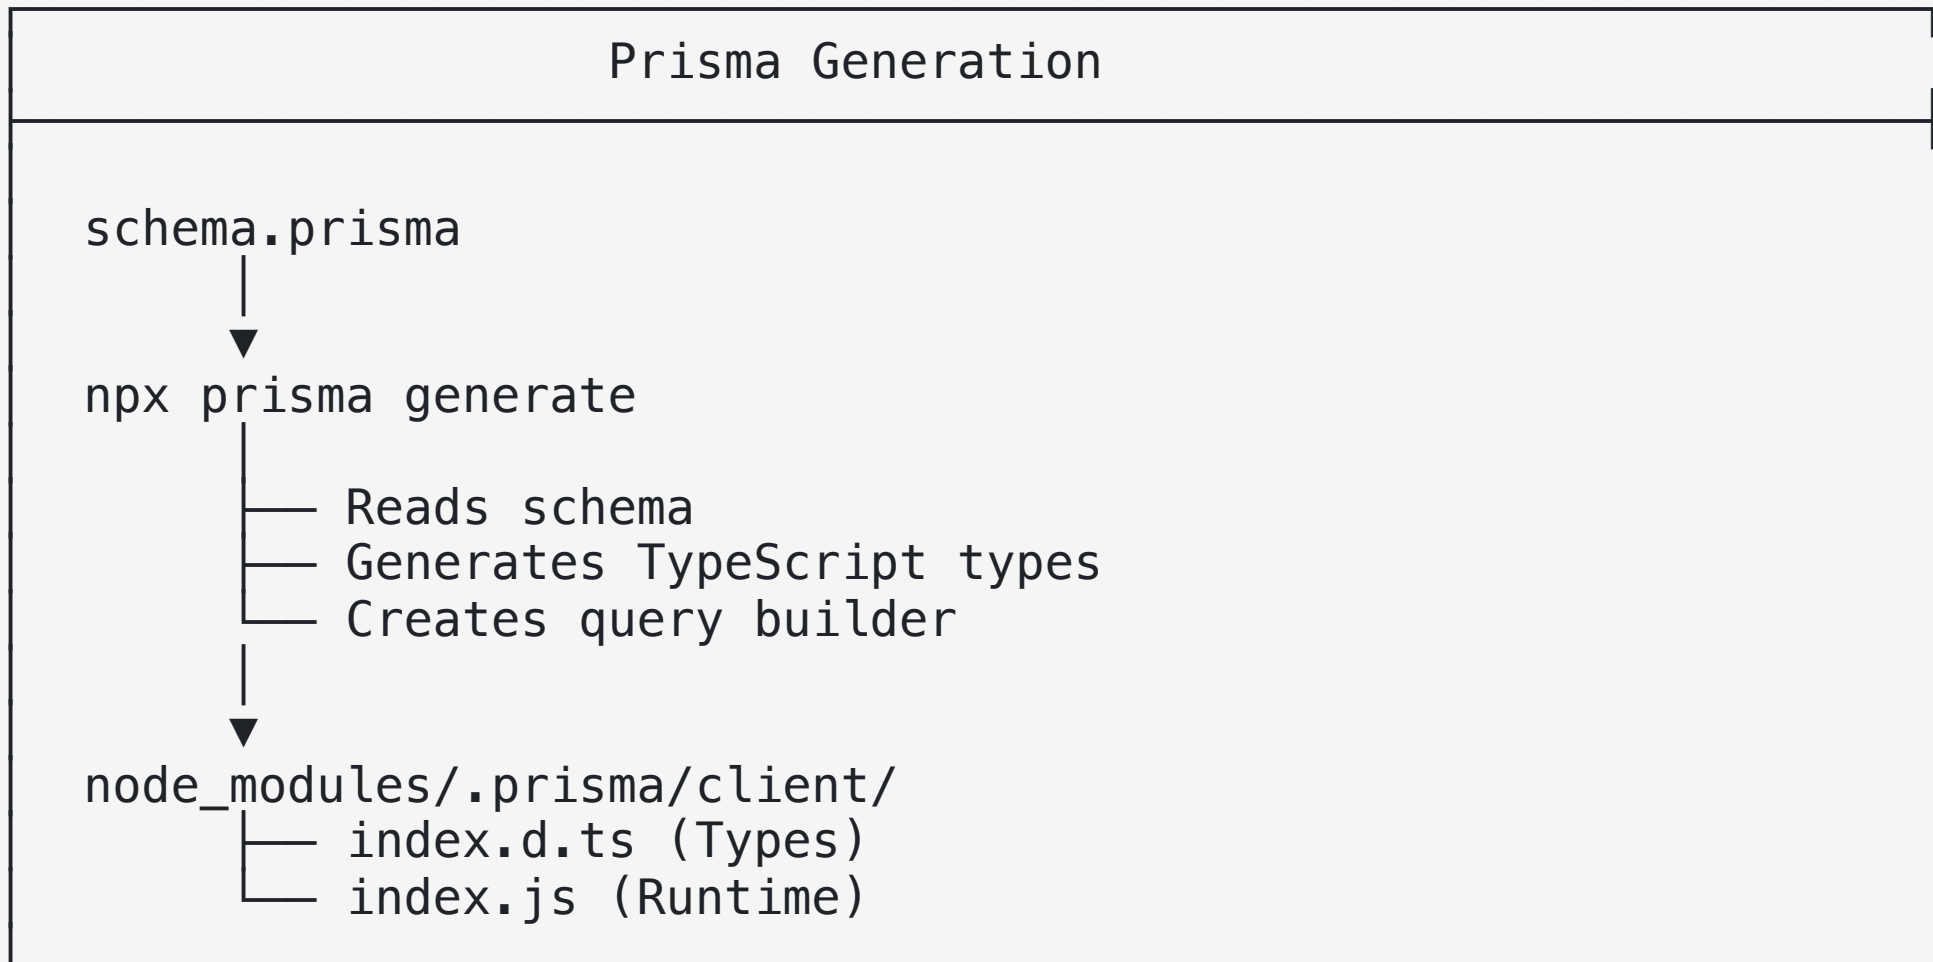 Prisma Generation
schema.prisma
npx prisma generate
Reads schema
Generates TypeScript types
Creates query builder
node_modules/.prisma/client/
index.d.ts (Types)
index.js (Runtime)